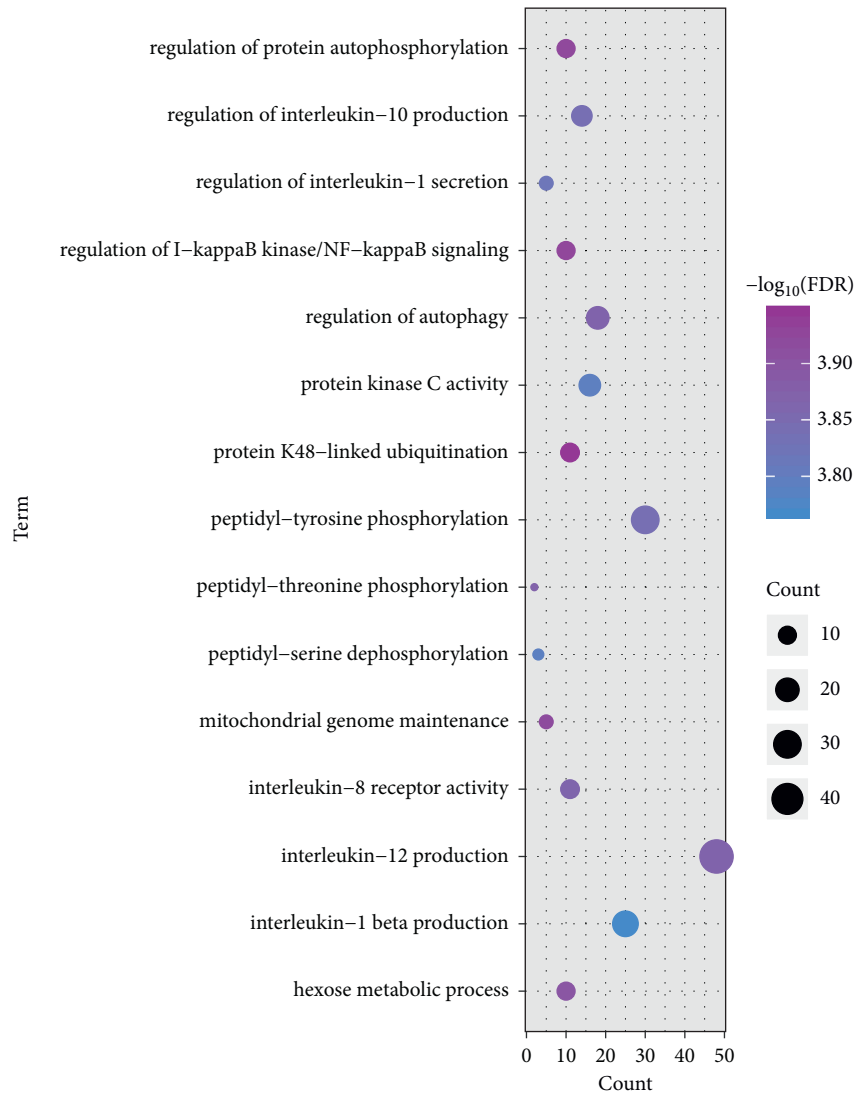 regulation of protein autophosphorylation
regulation of interleukin−10 production
regulation of interleukin−1 secretion
regulation of I−kappaB kinase/NF−kappaB signaling
regulation of autophagy
protein kinase C activity
protein K48−linked ubiquitination
peptidyl−tyrosine phosphorylation
peptidyl−threonine phosphorylation
peptidyl−serine dephosphorylation
mitochondrial genome maintenance
interleukin−8 receptor activity
interleukin−12 production
interleukin−1 beta production
hexose metabolic process
Term
0 10 20 30 40 50
Count
−log10(FDR)
3.90
3.85
3.80
Count
10
20
30
40